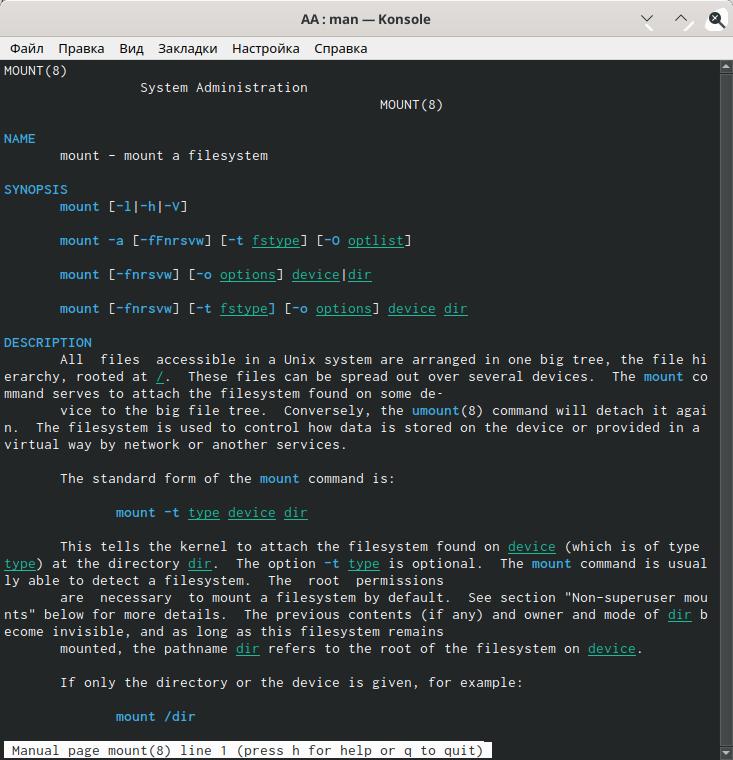 AA : man — Konsole
Файл Правка Вид Закладки Настройка Справка
MOUNT(8)
System Administration
MOUNT(8)
NAME
mount - mount a filesystem
SYNOPSIS
mount [-l|-h|-V]
mount -a [-fFnrsvw] [-t fstype] [-O optlist]
mount [-fnrsvw] [-o options] device|dir
mount [-fnrsvw] [-t fstype] [-o options] device dir
DESCRIPTION
All files accessible in a Unix system are arranged in one big tree, the file hi
erarchy, rooted at /. These files can be spread out over several devices. The mount co
mmand serves to attach the filesystem found on some de-
vice to the big file tree. Conversely, the umount(8) command will detach it agai
n. The filesystem is used to control how data is stored on the device or provided in a
virtual way by network or another services.
The standard form of the mount command is:
mount -t type device dir
This tells the kernel to attach the filesystem found on device (which is of type
type) at the directory dir. The option -t type is optional. The mount command is usual
ly able to detect a filesystem. The root permissions
are necessary to mount a filesystem by default. See section "Non-superuser mou
nts" below for more details. The previous contents (if any) and owner and mode of dir b
ecome invisible, and as long as this filesystem remains
mounted, the pathname dir refers to the root of the filesystem on device.
If only the directory or the device is given, for example:
mount /dir
Manual page mount(8) line 1 (press h for help or q to quit)